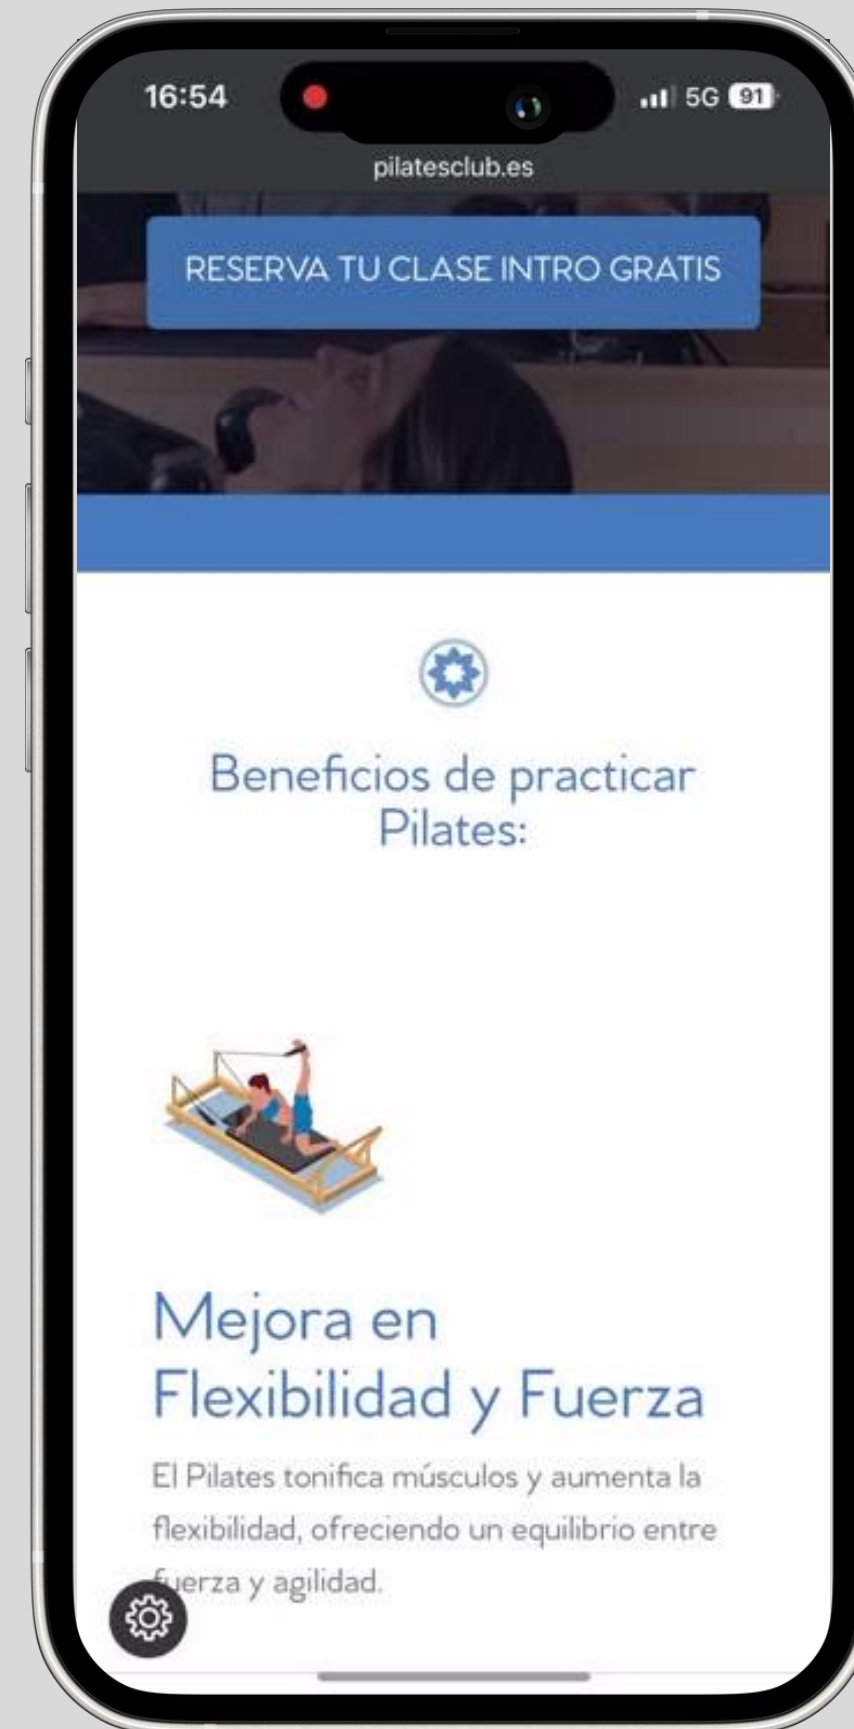 16:54
5G 91
pilatesclub.es
RESERVA TU CLASE INTRO GRATIS
Beneficios de practicar
Pilates:
Mejora en
Flexibilidad y Fuerza
El Pilates tonifica músculos y aumenta la
flexibilidad, ofreciendo un equilibrio entre
fuerza y agilidad.